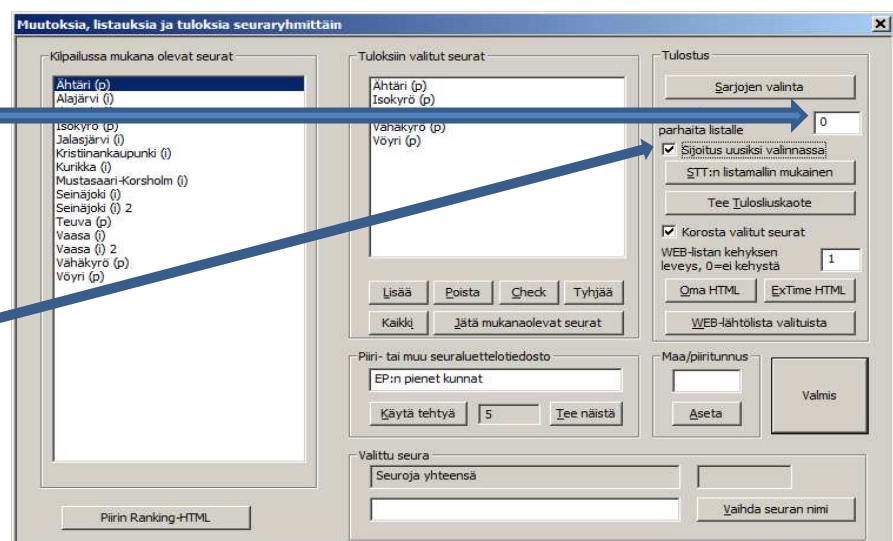 Muutoksia, listauksia ja tuloksia seuraryhmittäin
Kilpailussa mukana olevat seurat
Ähtäri (p)
Alajärvi (i)
Isokyrö (p)
Jalasjärvi (i)
Kristiinankaupunki (i)
Kurikka (i)
Mustasaari-Korsholm (i)
Seinäjoki (i)
Seinäjoki (i) 2
Teuva (p)
Vaasa (i)
Vaasa (i) 2
Vähäkyrö (p)
Vöyri (p)
Piirin Ranking-HTML
Tuloksiin valitut seurat
Ähtäri (p)
Isokyrö (p)
Vähäkyrö (p)
Vöyri (p)
Lisää Poista Check Tyhjää
Kaikki Jätä mukanaolevat seurat
Piiri- tai muu seuraluettelotiedosto
EP:n pienet kunnat
Käytä tehtyä 5 Tee näistä
Valittu seura
Seuroja yhteensä
Vaihda seuran nimi
Tulostus
Sarjojen valinta
0
parhaita listalle
Sijoitus uusiksi valinnassa
STT:n listamallin mukainen
Tee Tulosliuskaote
Korosta valitut seurat
WEB-listan kehyksen
leveys, 0=ei kehystä 1
Oma HTML ExTime HTML
WEB-lähtölista valituista
Maa/piiritunnus
Aseta
Valmis